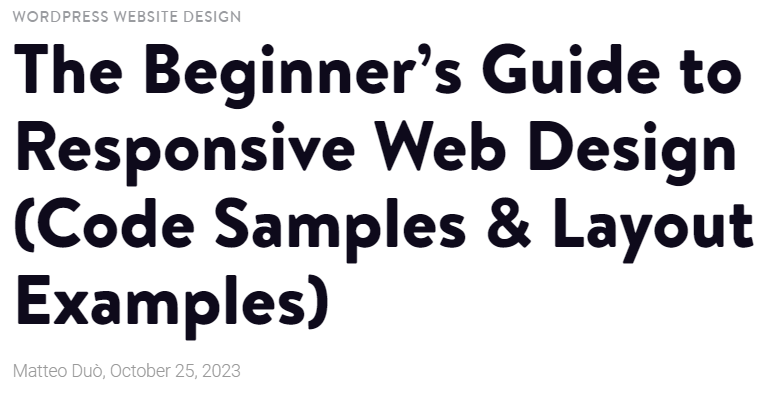 WORDPRESS WEBSITE DESIGN
The Beginner’s Guide to
Responsive Web Design
(Code Samples & Layout
Examples)
Matteo Duò, October 25, 2023